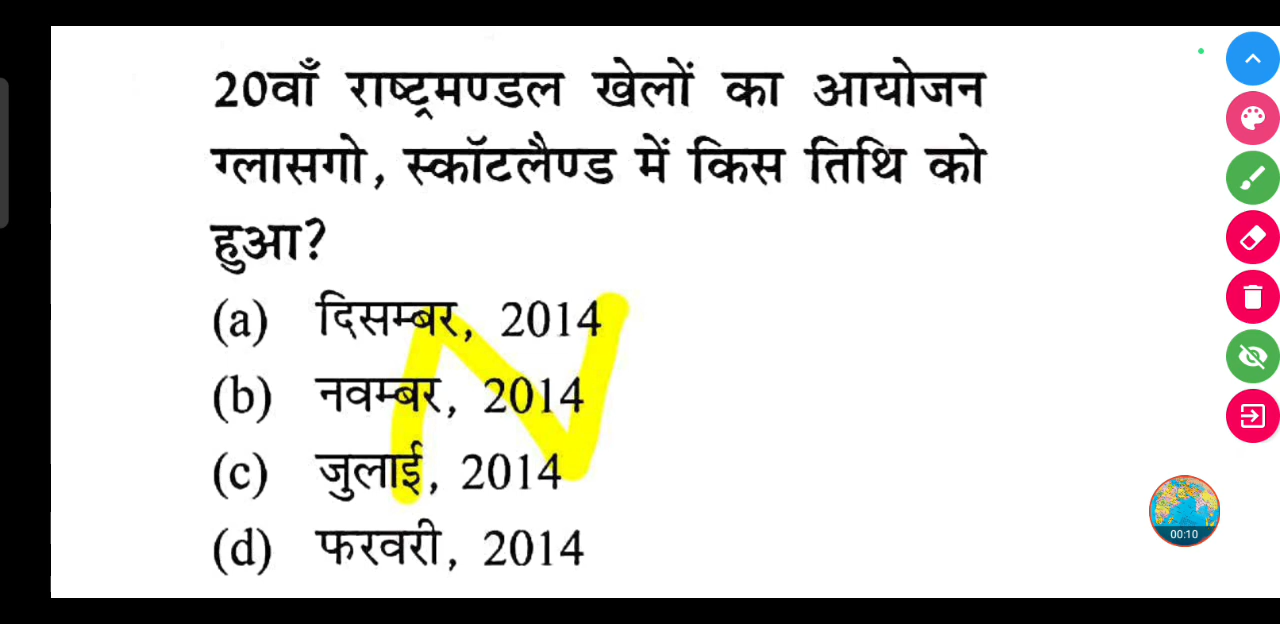 20वाँ राष्ट्रमण्डल खेलों का आयोजन
ग्लासगो, स्कॉटलैण्ड में किस तिथि को
हुआ?
(a) दिसम्बर, 2014
(b) नवम्बर, 2014
(c) जुलाई, 2014
(d) फरवरी, 2014
00:10